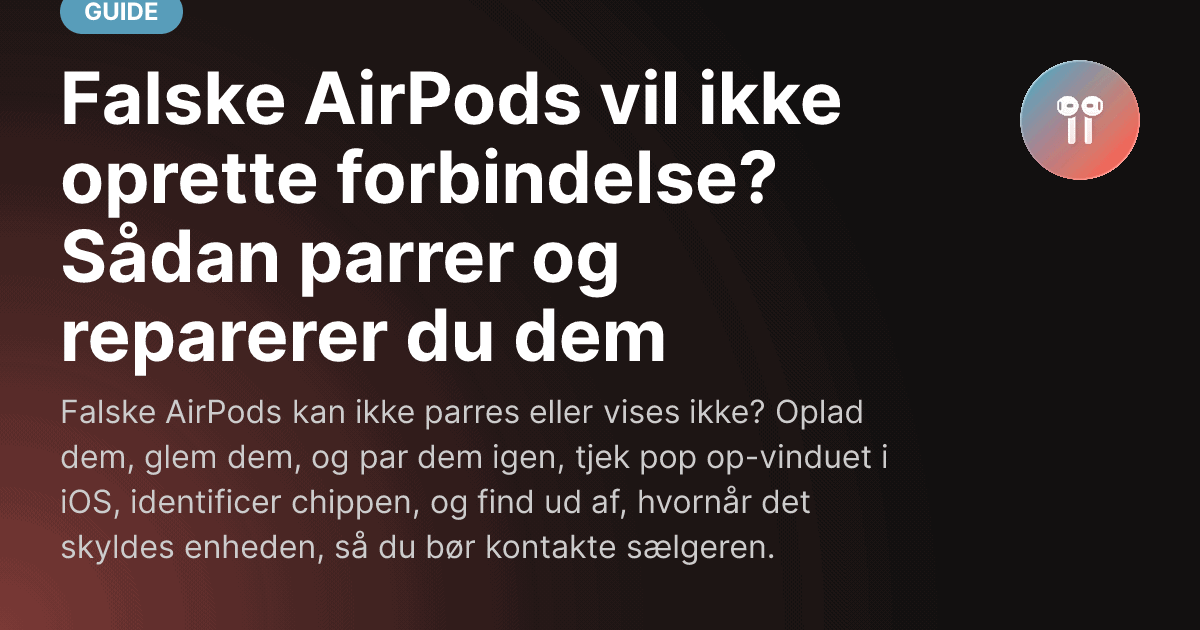 GUIDE
Falske AirPods vil ikke
oprette forbindelse?
Sådan parrer og
reparerer du dem
Falske AirPods kan ikke parres eller vises ikke? Oplad
dem, glem dem, og par dem igen, tjek pop op-vinduet i
iOS, identificer chippen, og find ud af, hvornår det
skyldes enheden, så du bør kontakte sælgeren.